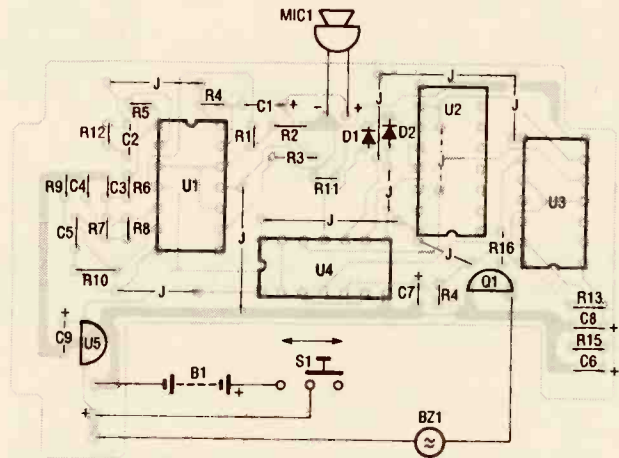 MIC1
J J
R5 R4 C1 + - + U2
R12 C2 R1 R2 D1 D2 J J
R3
R9 C4 C3 R6 U1 R11 J U3
C5 R7 R8 J J R16
R10 U4 +
J C7 R4 Q1
R13
+ C8 +
C9 U5 R15
S1 C6 +
B1 +
+
BZ1